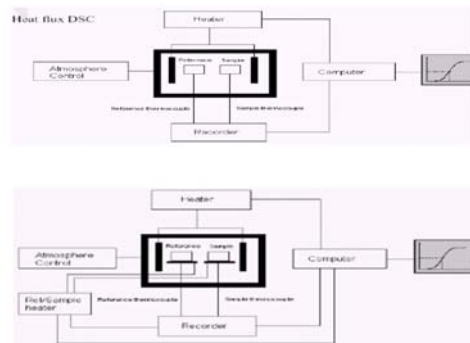 Heat flux DSC
Heater
Reference Sample
Atmosphere
Control
Computer
Reference thermocouple
Sample thermocouple
Recorder
Heater
Reference
Sample
Atmosphere
Control
Computer
Ref/Sample
heater
Reference thermocouple
Sample thermocouple
Recorder